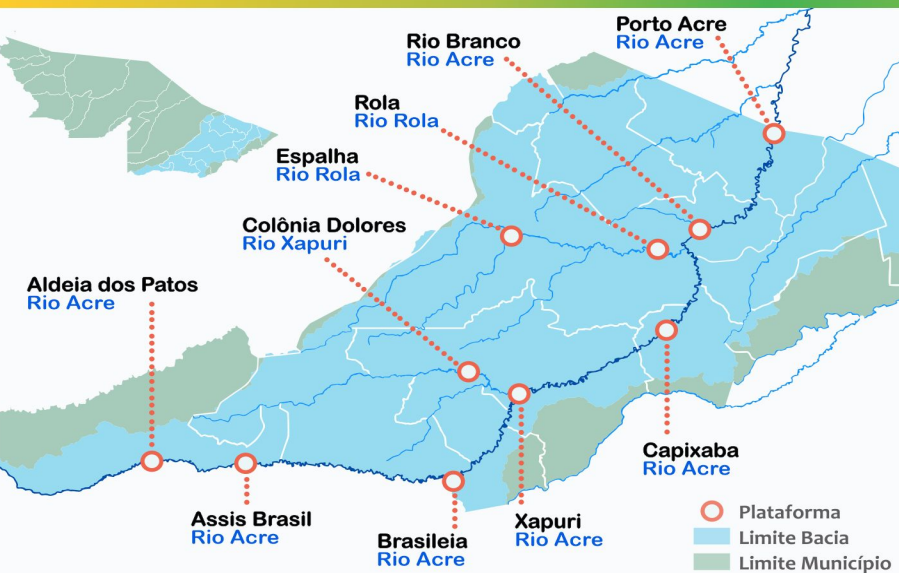 Porto Acre
Rio Acre
Rio Branco
Rio Acre
Rola
Rio Rola
Espalha
Rio Rola
Colônia Dolores
Rio Xapuri
Aldeia dos Patos
Rio Acre
Capixaba
Rio Acre
Assis Brasil
Rio Acre
Xapuri
Rio Acre
Brasileia
Rio Acre
Plataforma
Limite Bacia
Limite Município